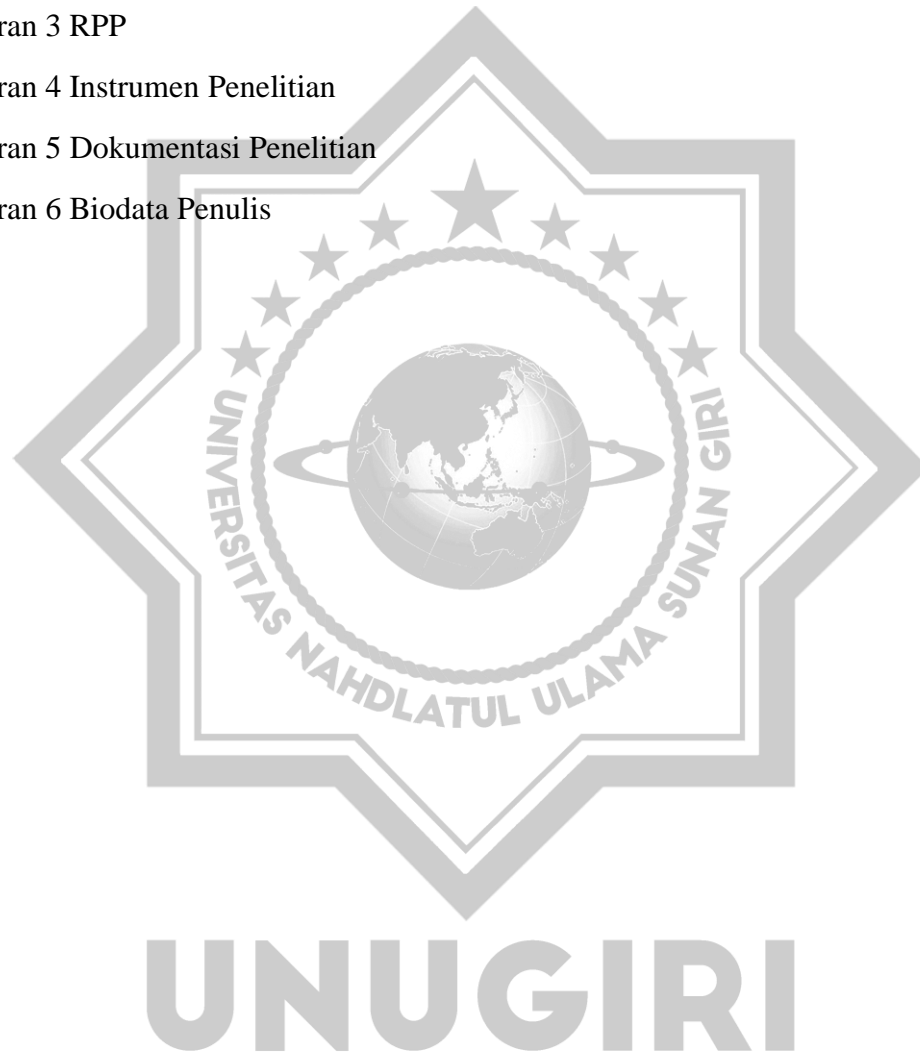 ran 3 RPP
ran 4 Instrumen Penelitian
ran 5 Dokumentasi Penelitian
ran 6 Biodata Penulis
UNIVERSITAS NAHDLATUL ULAMA SUNAN GIRI
UNUGIRI